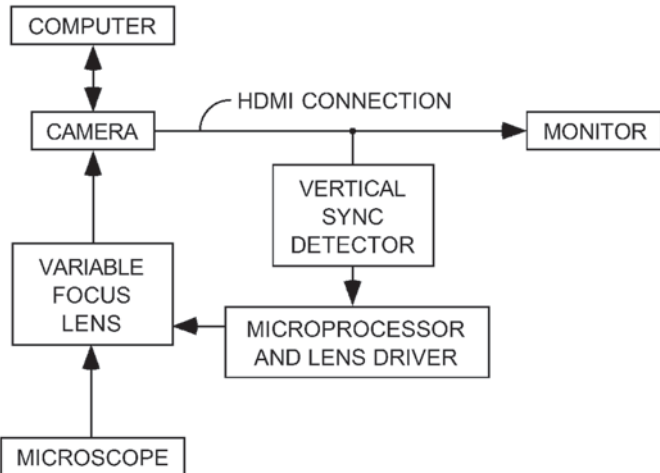 COMPUTER
HDMI CONNECTION
CAMERA
MONITOR
VERTICAL
SYNC
DETECTOR
VARIABLE
FOCUS
LENS
MICROPROCESSOR
AND LENS DRIVER
MICROSCOPE